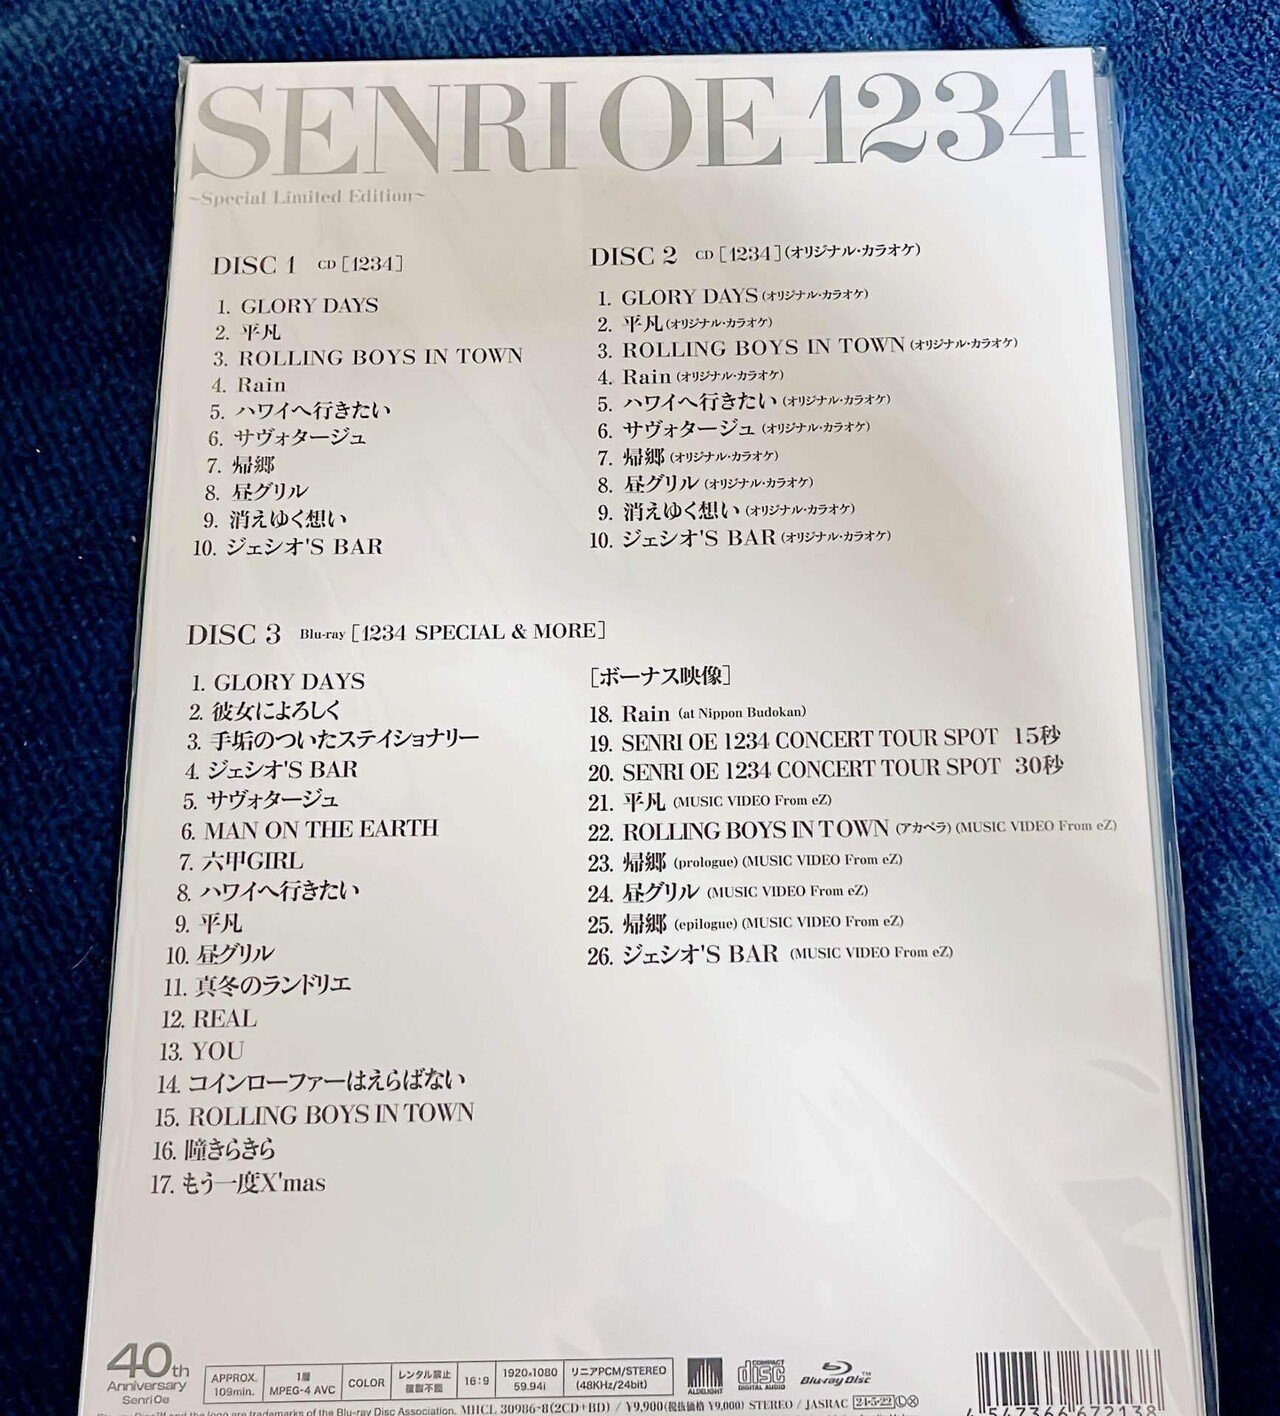 SENRI OE 1234
~Special Limited Edition~
DISC 1 CD [1234]
1. GLORY DAYS
2. 平凡
3. ROLLING BOYS IN TOWN
4. Rain
5. ハワイへ行きたい
6. サヴォタージュ
7. 帰郷
8. 昼グリル
9. 消えゆく想い
10. ジェシオ'S BAR
DISC 2 CD [1234] (オリジナル・カラオケ)
1. GLORY DAYS (オリジナル・カラオケ)
2. 平凡 (オリジナル・カラオケ)
3. ROLLING BOYS IN TOWN (オリジナル・カラオケ)
4. Rain (オリジナル・カラオケ)
5. ハワイへ行きたい (オリジナル・カラオケ)
6. サヴォタージュ (オリジナル・カラオケ)
7. 帰郷 (オリジナル・カラオケ)
8. 昼グリル (オリジナル・カラオケ)
9. 消えゆく想い (オリジナル・カラオケ)
10. ジェシオ'S BAR (オリジナル・カラオケ)
DISC 3 Blu-ray [1234 SPECIAL & MORE]
1. GLORY DAYS
2. 彼女によろしく
3. 手垢のついたステイショナリー
4. ジェシオ'S BAR
5. サヴォタージュ
6. MAN ON THE EARTH
7. 六甲GIRL
8. ハワイへ行きたい
9. 平凡
10. 昼グリル
11. 真冬のランドリエ
12. REAL
13. YOU
14. コインローファーはえらばない
15. ROLLING BOYS IN TOWN
16. 瞳きらきら
17. もう一度X'mas
[ボーナス映像]
18. Rain (at Nippon Budokan)
19. SENRI OE 1234 CONCERT TOUR SPOT 15秒
20. SENRI OE 1234 CONCERT TOUR SPOT 30秒
21. 平凡 (MUSIC VIDEO From eZ)
22. ROLLING BOYS IN TOWN (アカペラ) (MUSIC VIDEO From eZ)
23. 帰郷 (prologue) (MUSIC VIDEO From eZ)
24. 昼グリル (MUSIC VIDEO From eZ)
25. 帰郷 (epilogue) (MUSIC VIDEO From eZ)
26. ジェシオ'S BAR (MUSIC VIDEO From eZ)
40th
Anniversary
Senri Oe
APPROX.
109min.
1層
MPEG-4 AVC
COLOR
レンタル禁止
複製不能
16:9
1920×1080
59.94i
リニアPCM/STEREO
(48KHz/24bit)
ALDELIGHT
COMPACT
disc
DIGITAL AUDIO
Blu-ray Disc™
and the logo are trademarks of the Blu-ray Disc Association. MHCL 30986~8(2CD+BD) / ¥9,900(税抜価格 ¥9,000) STEREO / JASRAC 24・5・22 Ⓛ Ⓧ
4 547366 672138